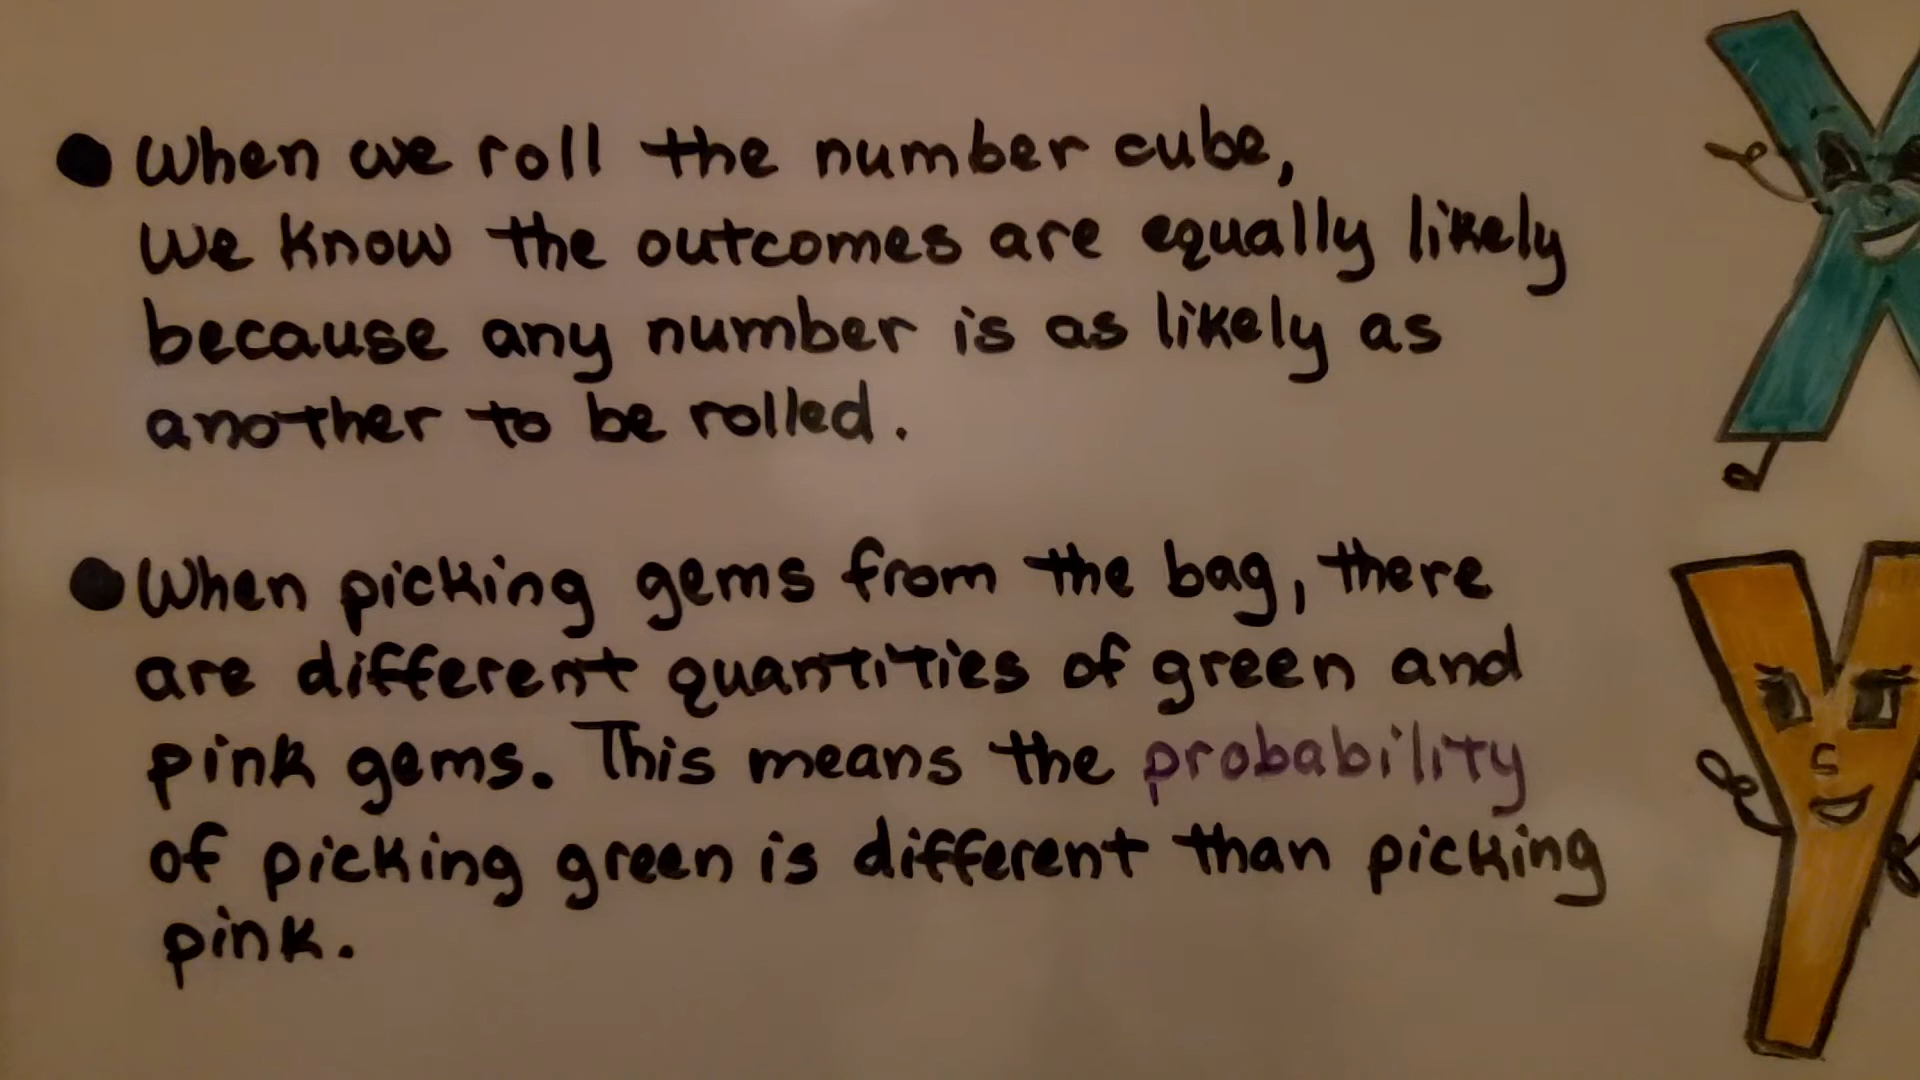 ● When we roll the number cube,
we know the outcomes are equally likely
because any number is as likely as
another to be rolled.
● When picking gems from the bag, there
are different quantities of green and
pink gems. This means the probability
of picking green is different than picking
pink.